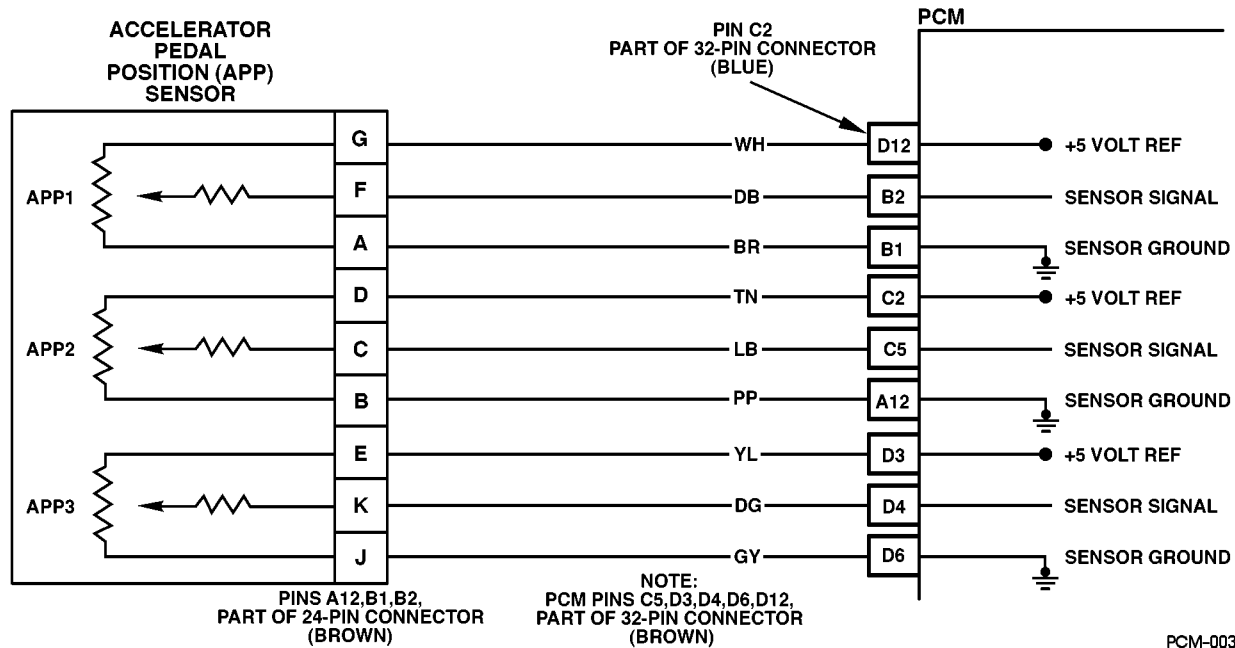 PCM
ACCELERATOR
PEDAL
POSITION (APP)
SENSOR
PIN C2
PART OF 32-PIN CONNECTOR
(BLUE)
G WH D12 +5 VOLT REF
APP1 F DB B2 SENSOR SIGNAL
A BR B1 SENSOR GROUND
D TN C2 +5 VOLT REF
APP2 C LB C5 SENSOR SIGNAL
B PP A12 SENSOR GROUND
E YL D3 +5 VOLT REF
APP3 K DG D4 SENSOR SIGNAL
J GY D6 SENSOR GROUND
PINS A12,B1,B2,
PART OF 24-PIN CONNECTOR
(BROWN)
NOTE:
PCM PINS C5,D3,D4,D6,D12,
PART OF 32-PIN CONNECTOR
(BROWN)
PCM-003